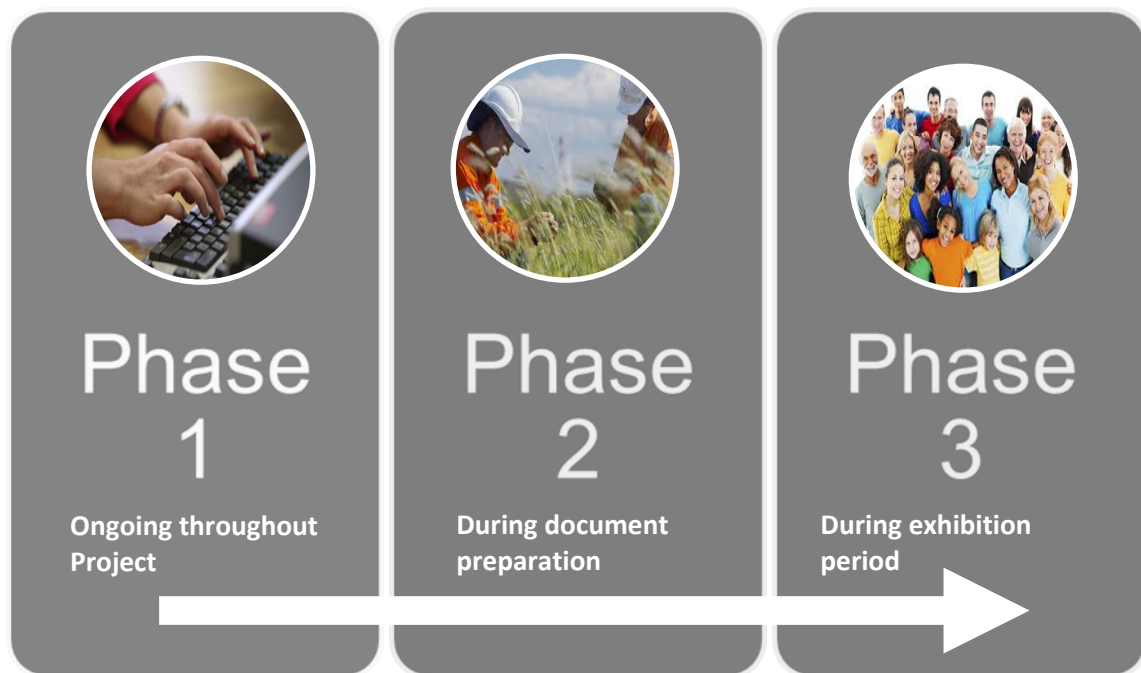 Phase
1
Ongoing throughout
Project
Phase
2
During document
preparation
Phase
3
During exhibition
period